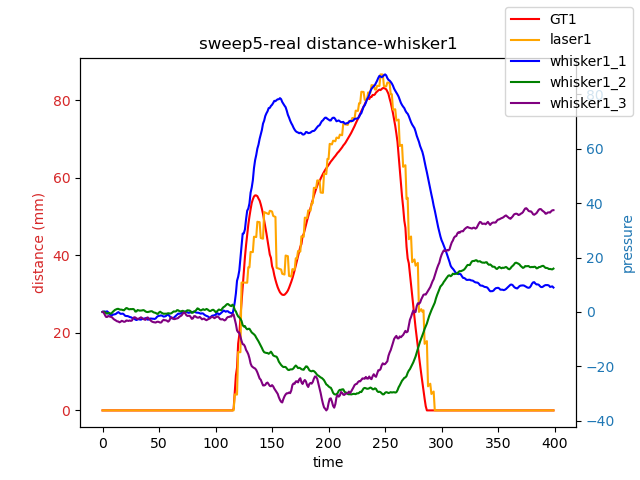 sweep5-real distance-whisker1
GT1
laser1
whisker1_1
whisker1_2
whisker1_3
distance (mm)
80
60
40
20
0
80
60
40
20
0
−20
−40
pressure
0
50
100
150
200
250
300
350
400
time